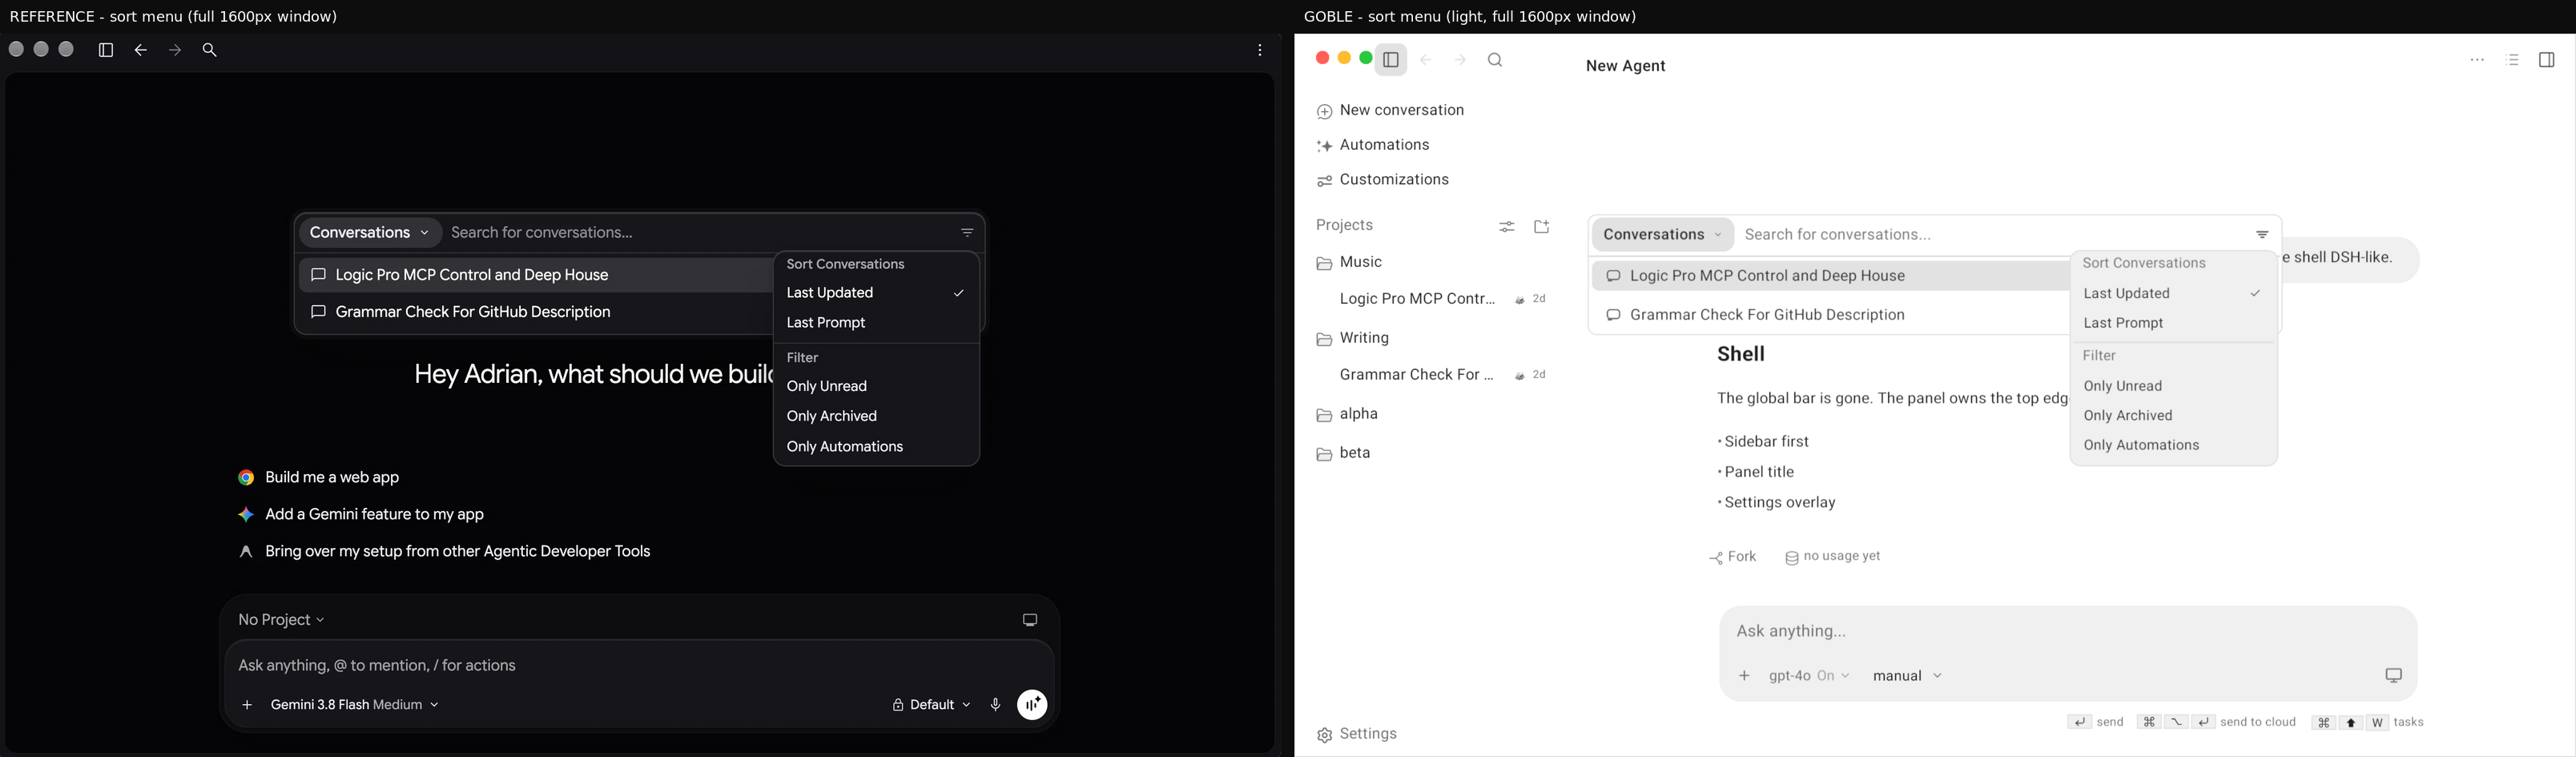 REFERENCE - sort menu (full 1600px window)
Conversations
Search for conversations...
Logic Pro MCP Control and Deep House
Grammar Check For GitHub Description
Sort Conversations
Last Updated
Last Prompt
Filter
Only Unread
Only Archived
Only Automations
Hey Adrian, what should we buil
Build me a web app
Add a Gemini feature to my app
Bring over my setup from other Agentic Developer Tools
No Project
Ask anything, @ to mention, / for actions
Gemini 3.8 Flash Medium
Default
GOBLE - sort menu (light, full 1600px window)
New Agent
New conversation
Automations
Customizations
Projects
Music
Logic Pro MCP Contr... 2d
Writing
Grammar Check For ... 2d
alpha
beta
Settings
Conversations
Search for conversations...
e shell DSH-like.
Logic Pro MCP Control and Deep House
Grammar Check For GitHub Description
Sort Conversations
Last Updated
Last Prompt
Filter
Only Unread
Only Archived
Only Automations
Shell
The global bar is gone. The panel owns the top edg
• Sidebar first
• Panel title
• Settings overlay
Fork
no usage yet
Ask anything...
gpt-4o On
manual
send
send to cloud
W tasks